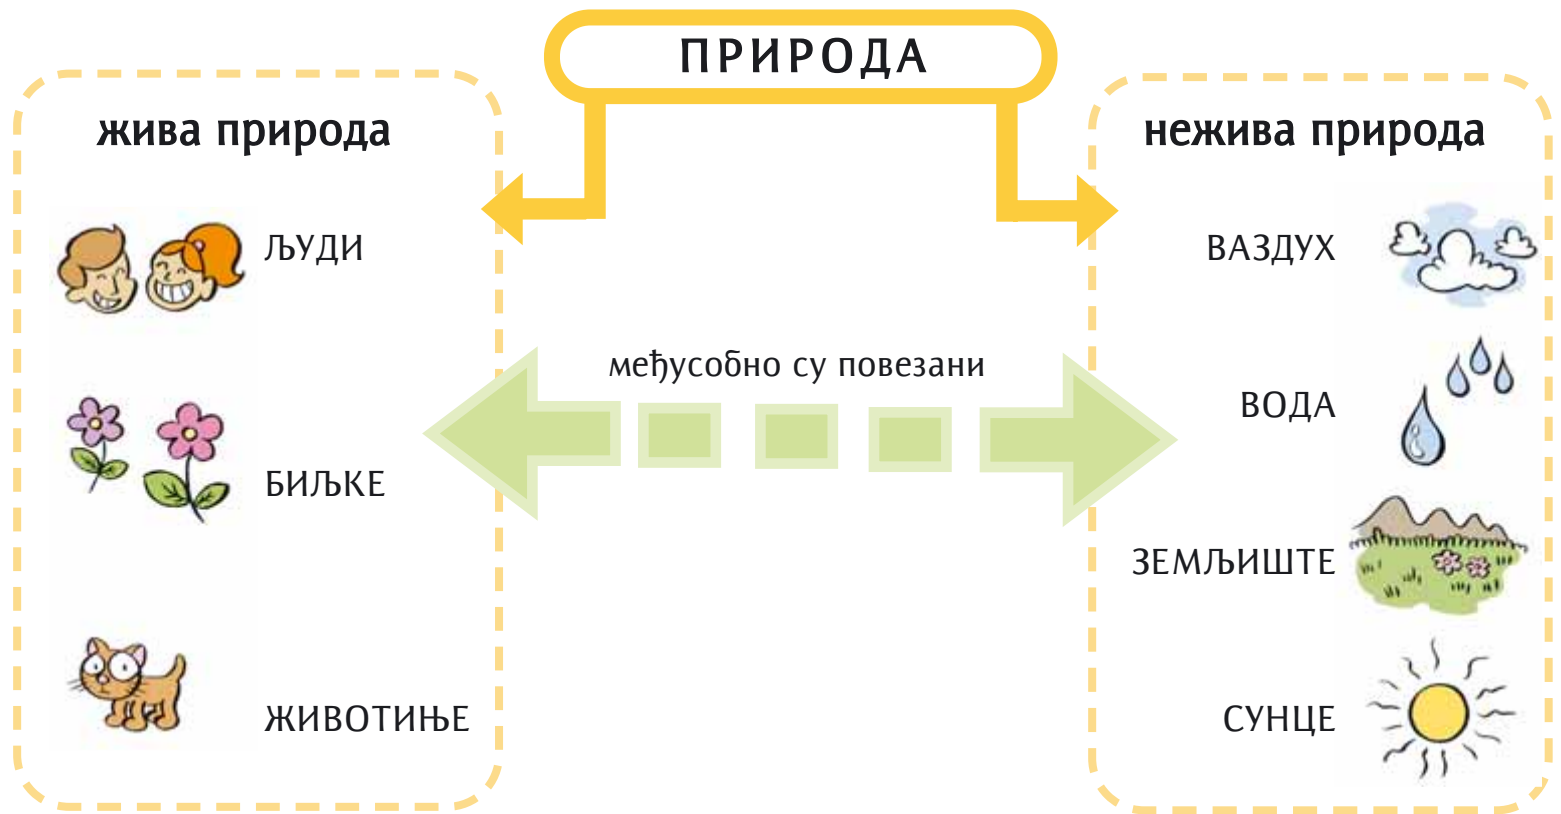 ПРИРОДА
жива природа
ЉУДИ
БИЉКЕ
ЖИВОТИЊЕ
међусобно су повезани
нежива природа
ВАЗДУХ
ВОДА
ЗЕМЉИШТЕ
СУНЦЕ